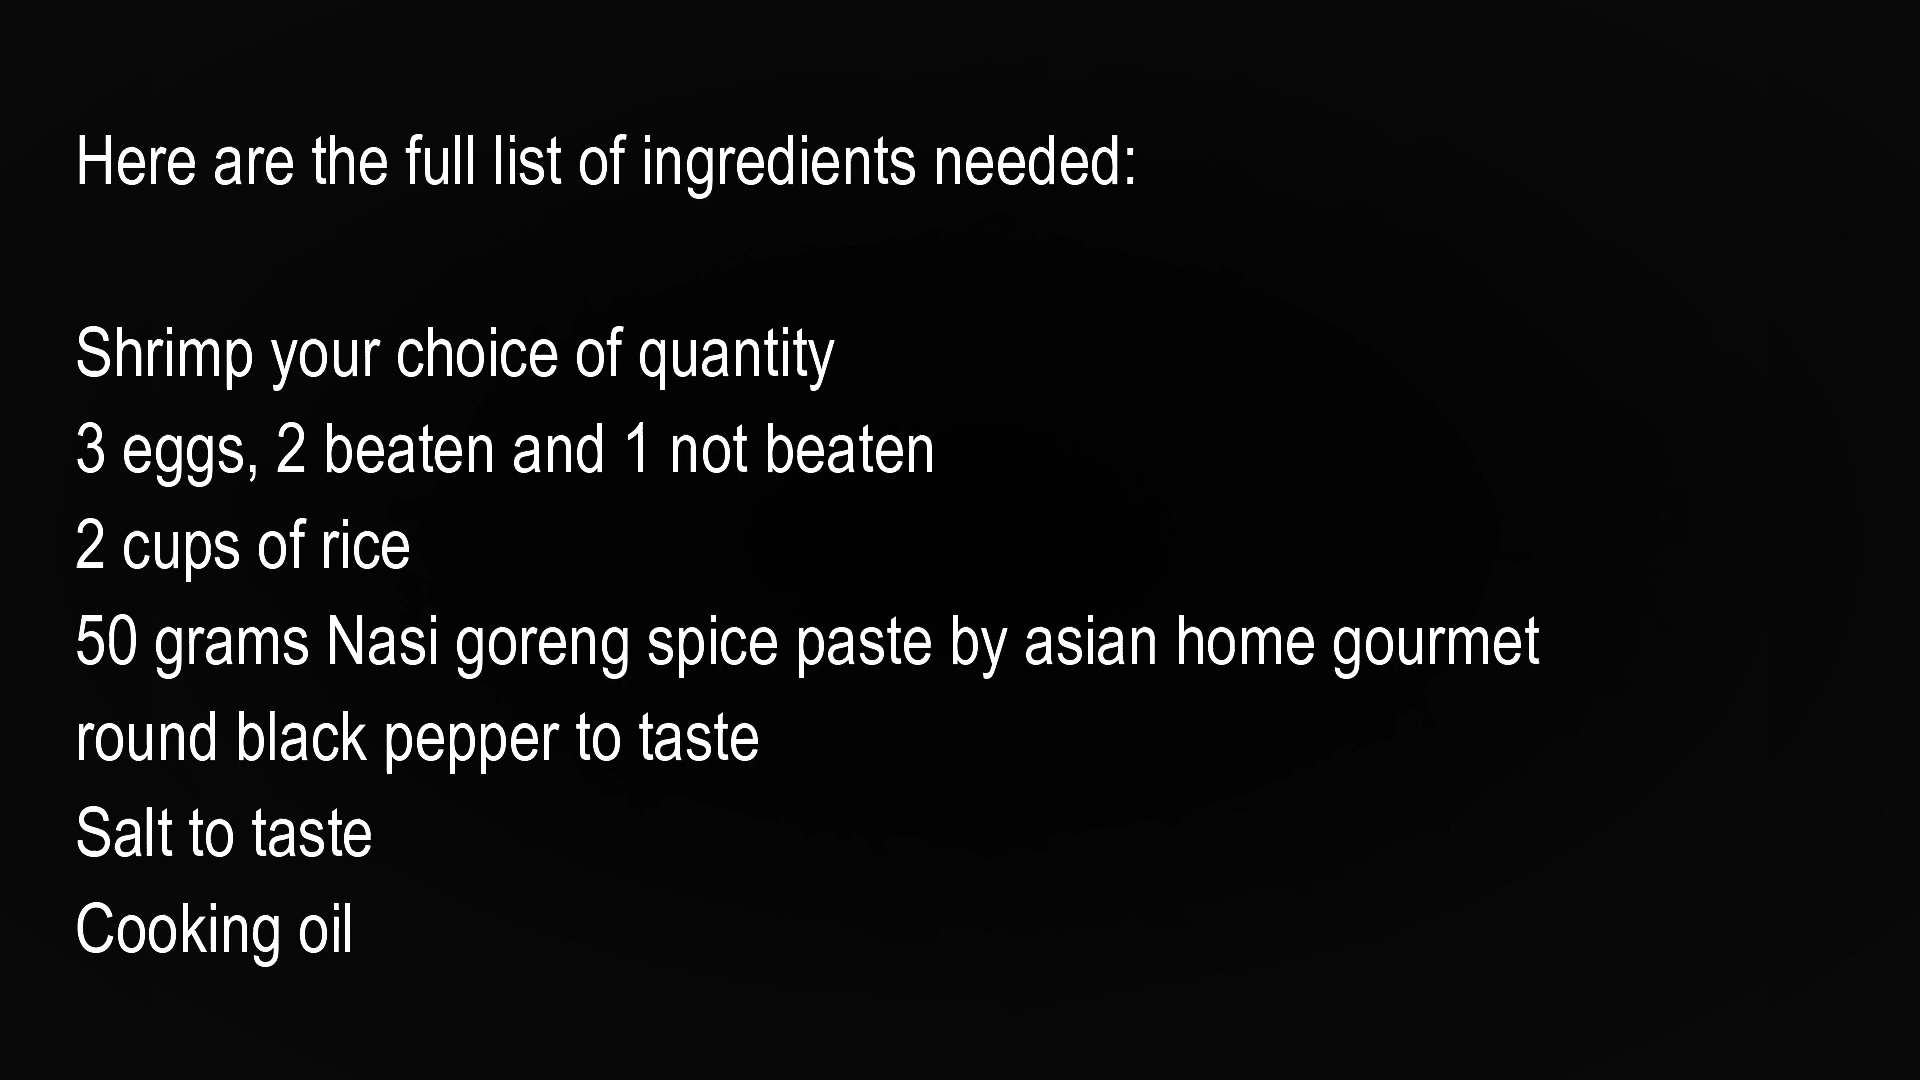 Here are the full list of ingredients needed:
Shrimp your choice of quantity
3 eggs, 2 beaten and 1 not beaten
2 cups of rice
50 grams Nasi goreng spice paste by asian home gourmet
round black pepper to taste
Salt to taste
Cooking oil